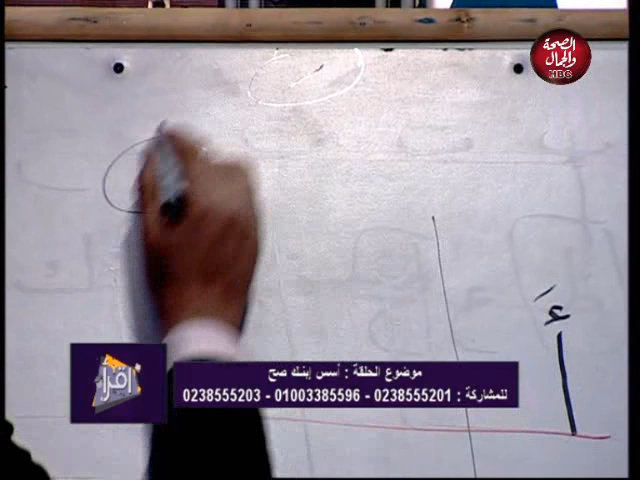 الصحة
والجمال
HBC
أَ
اقرأ
موضوع الحلقة : أسس إبنك صح
للمشاركة : 0238555201 - 01003385596 - 0238555203